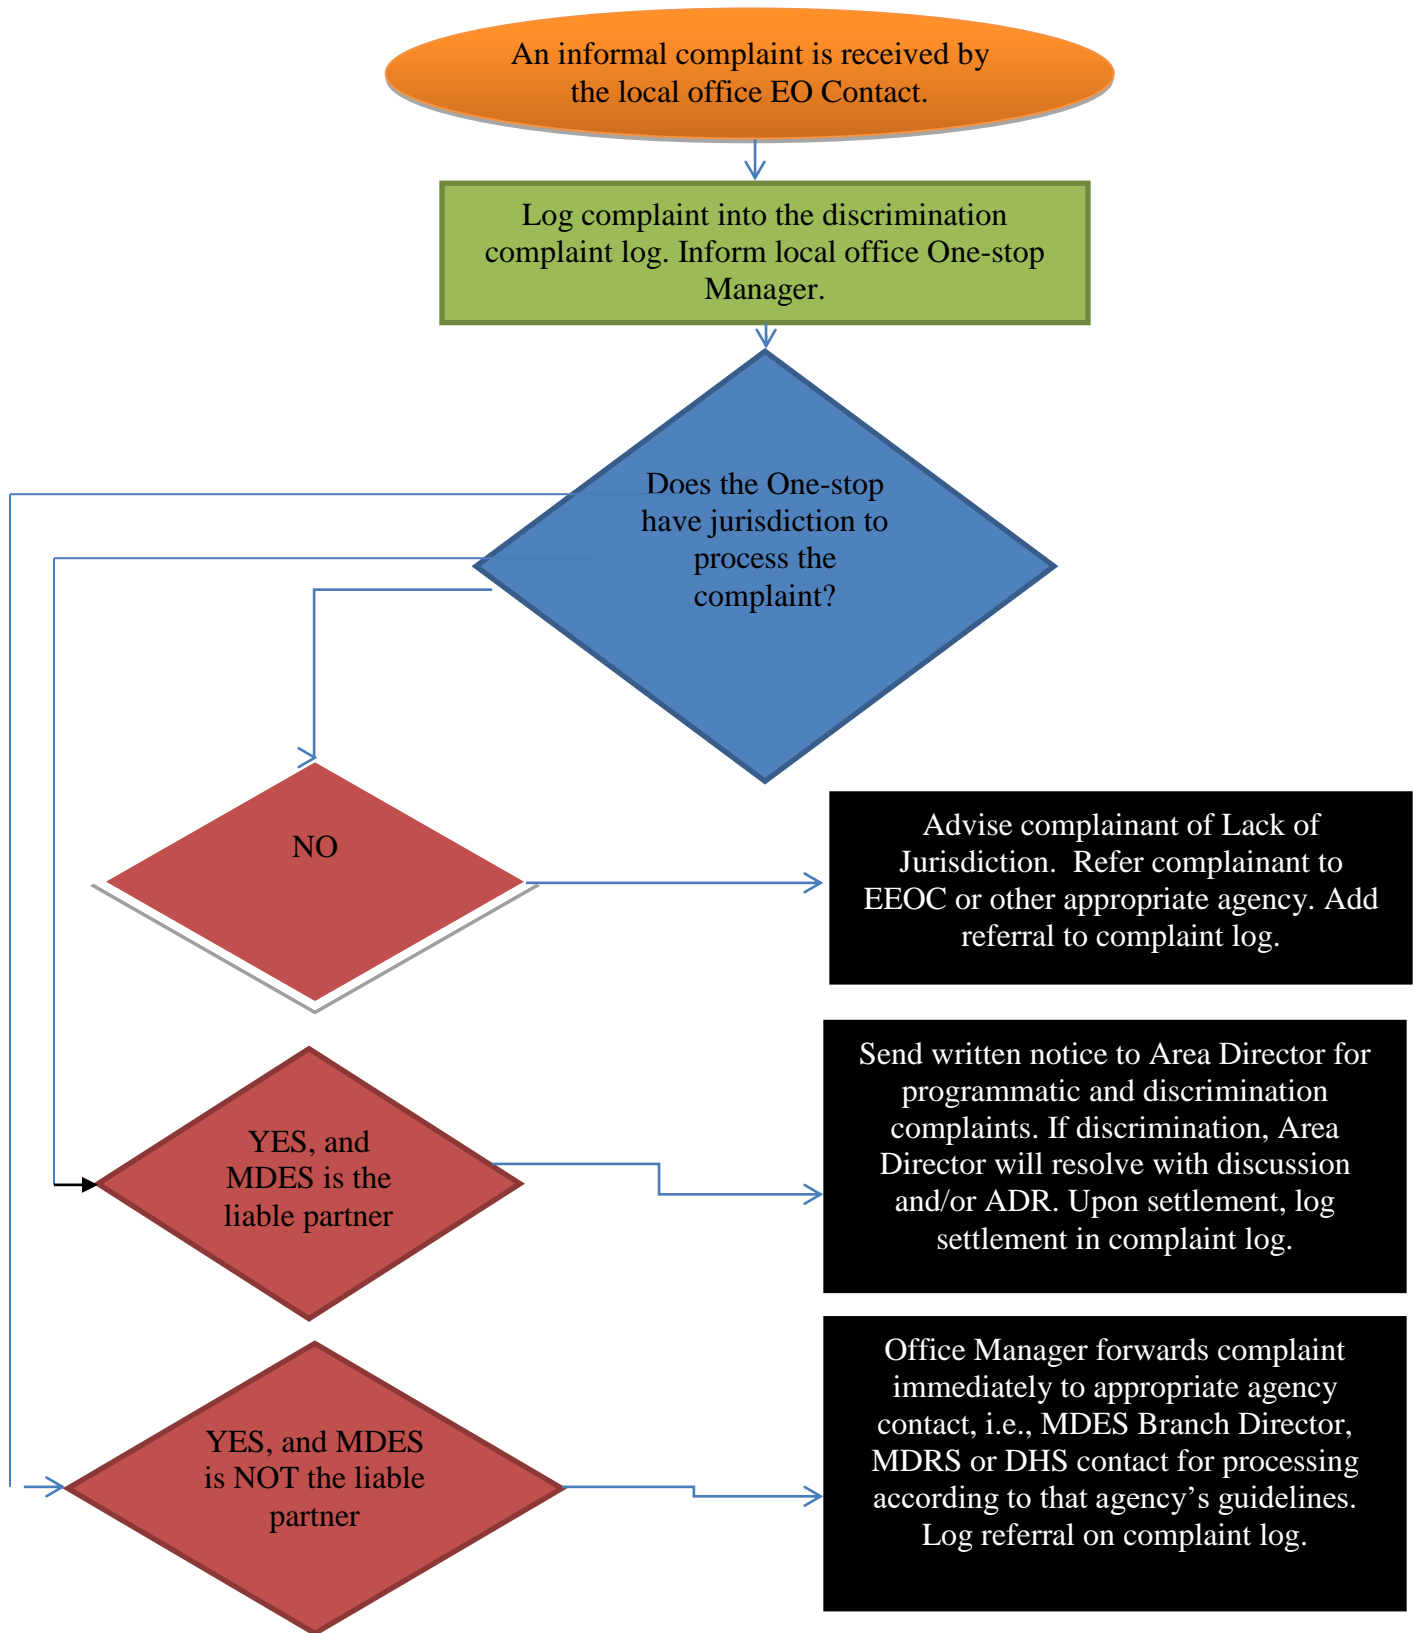 An informal complaint is received by
the local office EO Contact.
Log complaint into the discrimination
complaint log. Inform local office One-stop
Manager.
Does the One-stop
have jurisdiction to
process the
complaint?
NO
Advise complainant of Lack of
Jurisdiction.  Refer complainant to
EEOC or other appropriate agency. Add
referral to complaint log.
YES, and
MDES is the
liable partner
Send written notice to Area Director for
programmatic and discrimination
complaints. If discrimination, Area
Director will resolve with discussion
and/or ADR. Upon settlement, log
settlement in complaint log.
YES, and MDES
is NOT the liable
partner
Office Manager forwards complaint
immediately to appropriate agency
contact, i.e., MDES Branch Director,
MDRS or DHS contact for processing
according to that agency’s guidelines.
Log referral on complaint log.